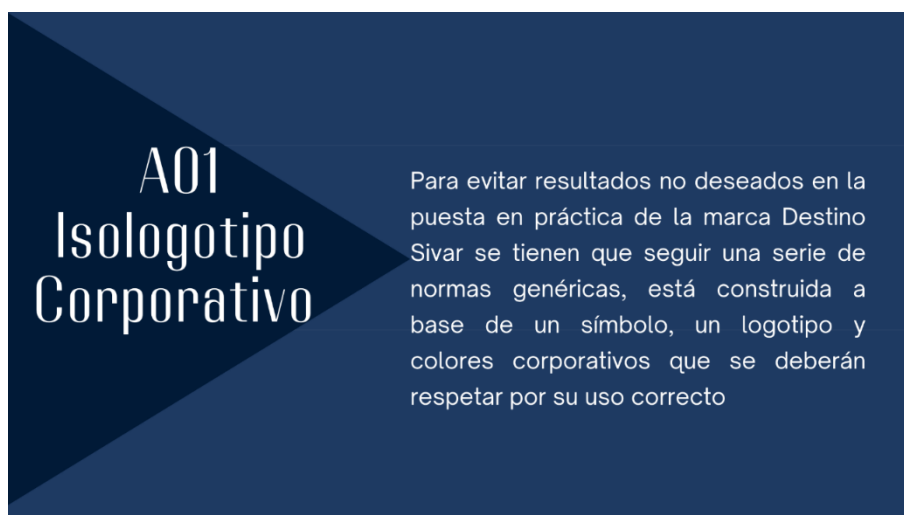 A01
Isologotipo
Corporativo
Para evitar resultados no deseados en la
puesta en práctica de la marca Destino
Sivar se tienen que seguir una serie de
normas genéricas, está construida a
base de un símbolo, un logotipo y
colores corporativos que se deberán
respetar por su uso correcto